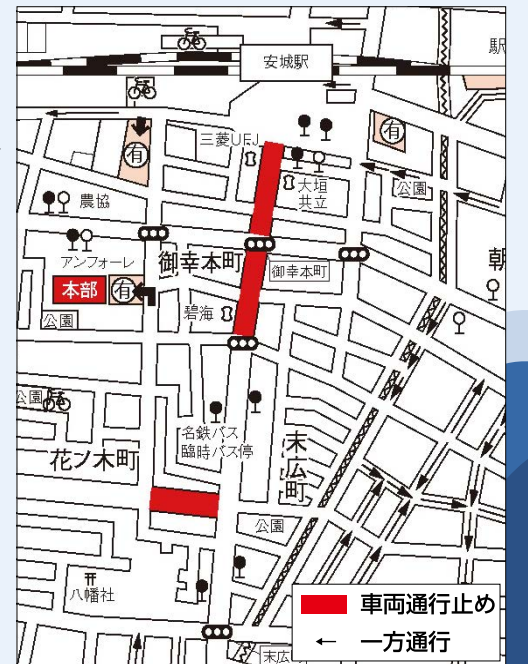 安城駅
駅
三菱UFJ
有
有
大垣
共立
公園
農協
アンフォーレ
御幸本町
御幸本町
朝
本部
有
公園
碧海
公園
名鉄バス
臨時バス停
花ノ木町
末広町
公園
八幡社
末広
車両通行止め
一方通行